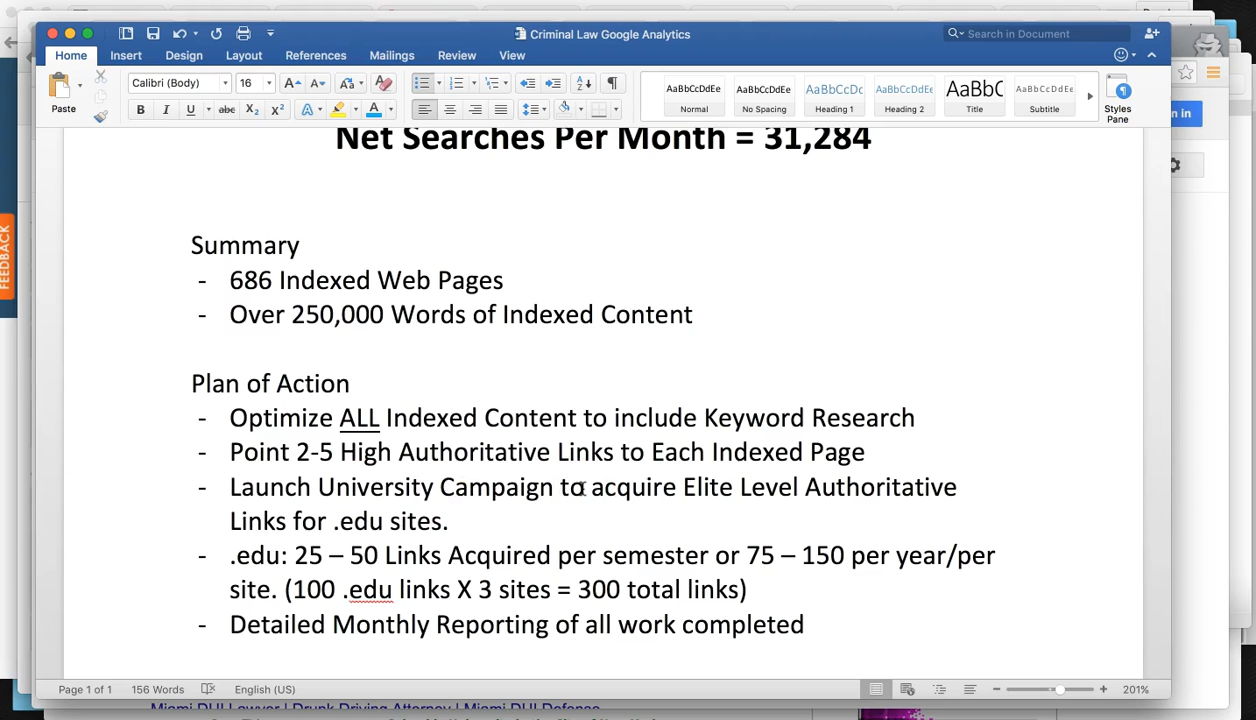 Criminal Law Google Analytics
Search in Document
Home Insert Design Layout References Mailings Review View
Paste
Calibri (Body) 16
AaBbCcDdEe AaBbCcDdEe AaBbCcDc AaBbCcDdEe AaBbC AaBbCcDdEe
Normal No Spacing Heading 1 Heading 2 Title Subtitle
Styles Pane
FEEDBACK
Net Searches Per Month = 31,284
Summary
- 686 Indexed Web Pages
- Over 250,000 Words of Indexed Content
Plan of Action
- Optimize ALL Indexed Content to include Keyword Research
- Point 2-5 High Authoritative Links to Each Indexed Page
- Launch University Campaign to acquire Elite Level Authoritative
Links for .edu sites.
- .edu: 25 – 50 Links Acquired per semester or 75 – 150 per year/per
site. (100 .edu links X 3 sites = 300 total links)
- Detailed Monthly Reporting of all work completed
Page 1 of 1 156 Words English (US) 201%
Miami DUI Lawyer | Drunk Driving Attorney | Miami DUI Defense